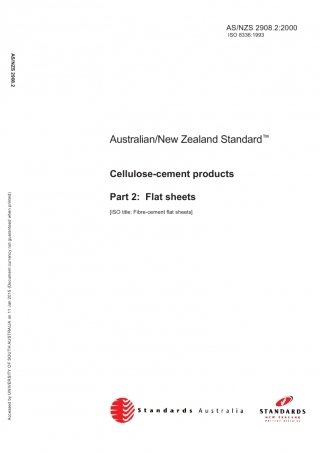 AS/NZS 2908.2:2000
ISO 8336:1993
AS/NZS 2908.2
Australian/New Zealand Standard™
Cellulose-cement products
Part 2: Flat sheets
[ISO title: Fibre-cement flat sheets]
Accessed by UNIVERSITY OF SOUTH AUSTRALIA on 11 Jan 2015 (Document currency not guaranteed when printed)
Standards Australia
STANDARDS
NEW ZEALAND